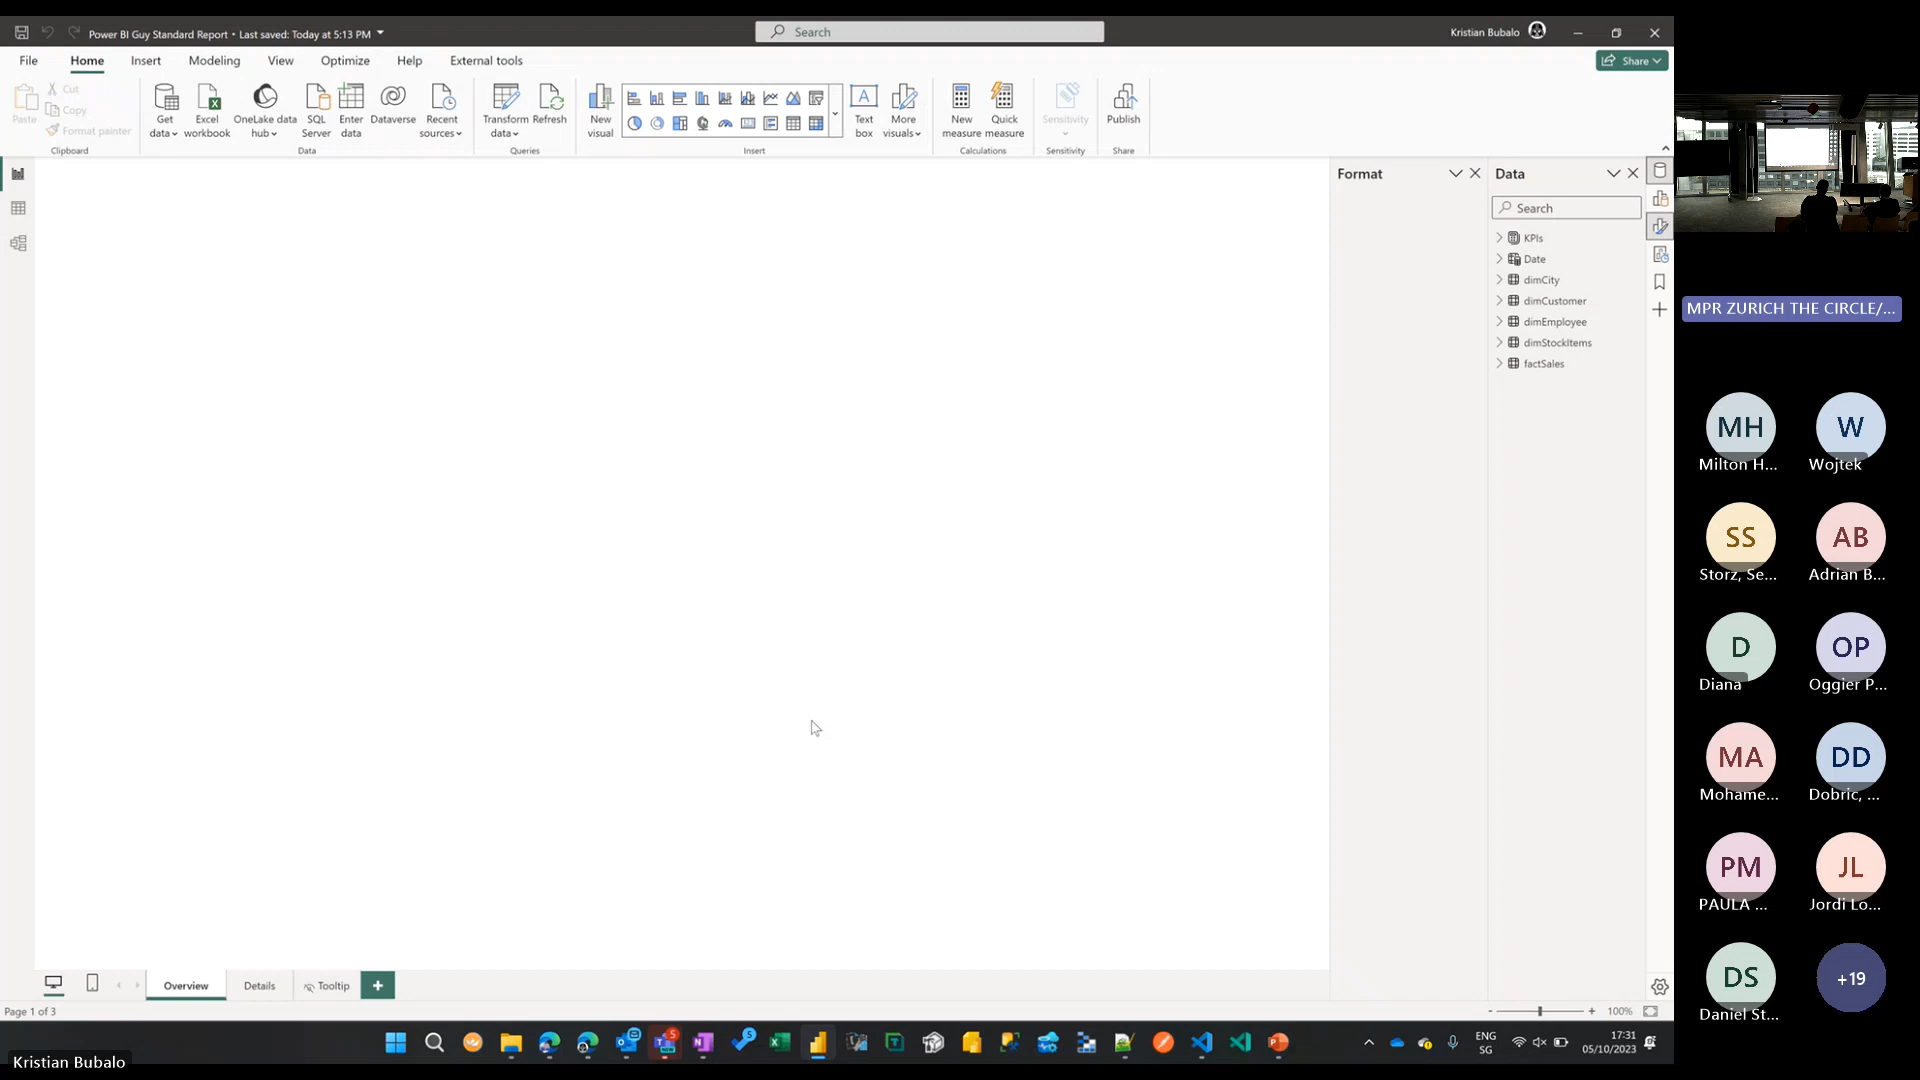 Power BI Guy Standard Report • Last saved: Today at 5:13 PM
Search
Kristian Bubalo
File
Home
Insert
Modeling
View
Optimize
Help
External tools
Share
Paste
Cut
Copy
Format painter
Clipboard
Get data
Excel workbook
OneLake data hub
SQL Server
Enter data
Dataverse
Recent sources
Data
Transform data
Refresh
Queries
New visual
Text box
More visuals
Insert
New measure
Quick measure
Calculations
Sensitivity
Sensitivity
Publish
Share
Format
Data
Search
KPIs
Date
dimCity
dimCustomer
dimEmployee
dimStockItems
factSales
MPR ZURICH THE CIRCLE/...
MH
Milton H...
W
Wojtek
SS
Storz, Se...
AB
Adrian B...
D
Diana
OP
Oggier P...
MA
Mohame...
DD
Dobric, ...
PM
PAULA ...
JL
Jordi Lo...
DS
Daniel St...
+19
Overview
Details
Tooltip
+
Page 1 of 3
- + 100%
ENG
SG
17:31
05/10/2023
Kristian Bubalo